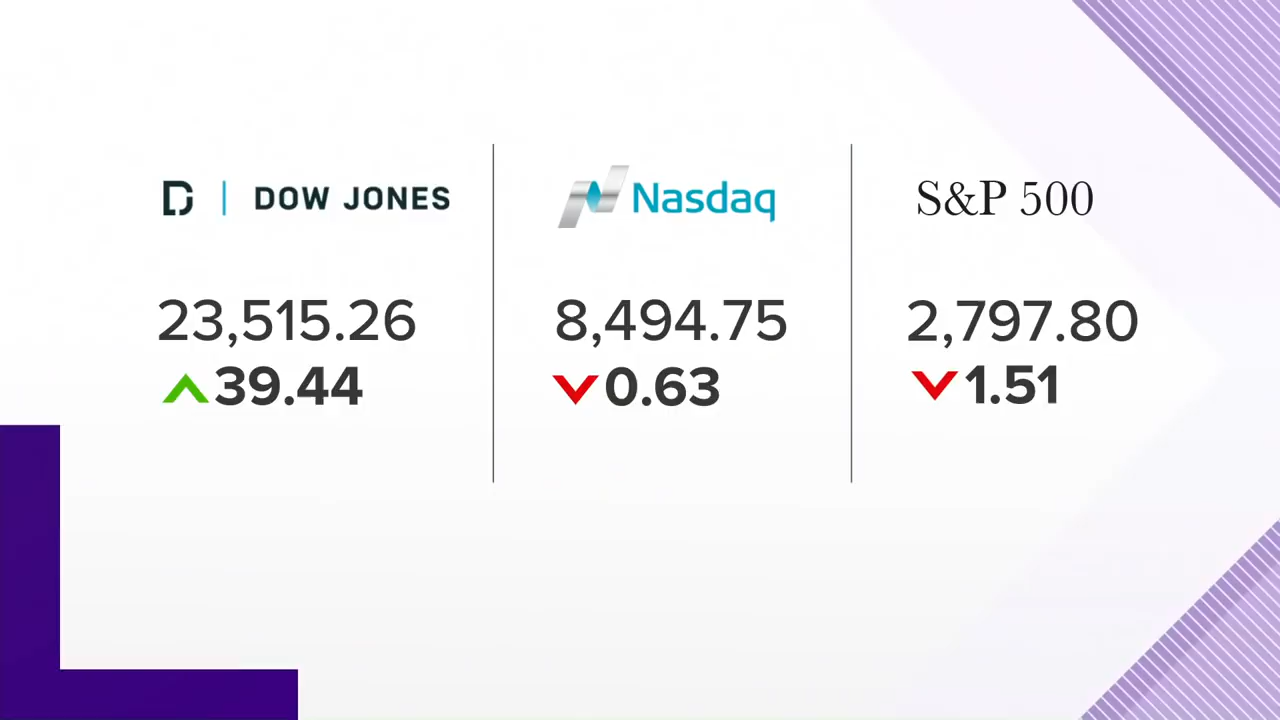 D | DOW JONES
23,515.26
39.44
Nasdaq
8,494.75
0.63
S&P 500
2,797.80
1.51